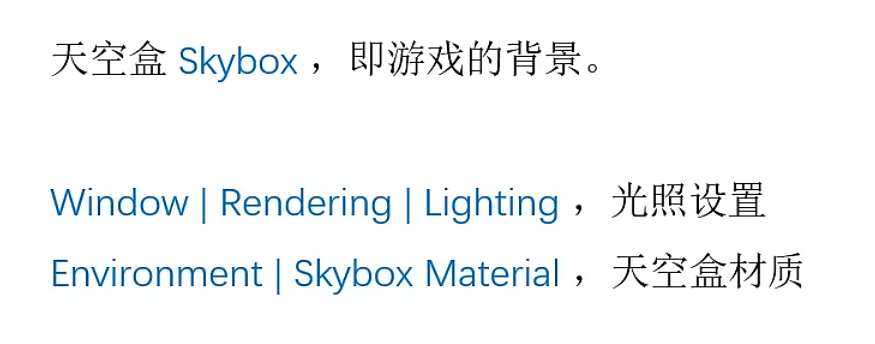 天空盒 Skybox ，即游戏的背景。
Window | Rendering | Lighting ，光照设置
Environment | Skybox Material ，天空盒材质